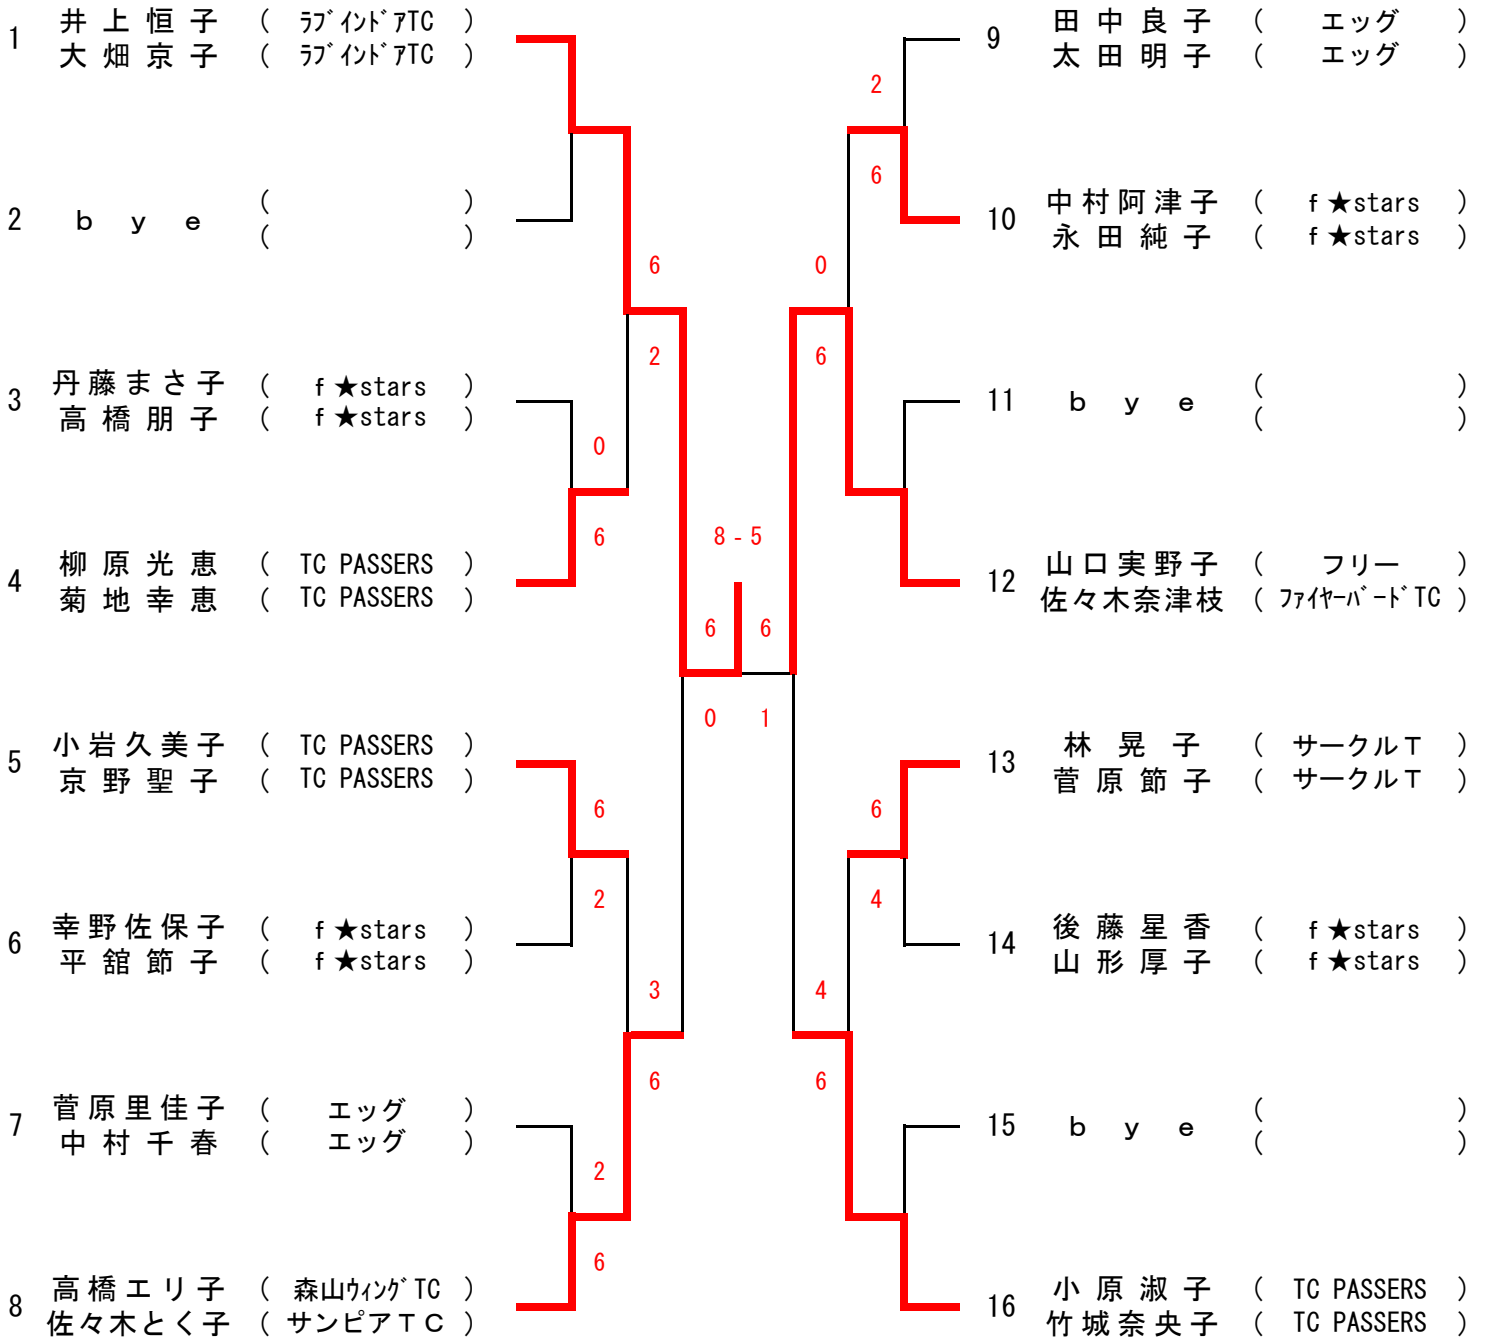 1 井上恒子 ( ﾗﾌﾞｲﾝﾄﾞｱTC )
大畑京子 ( ﾗﾌﾞｲﾝﾄﾞｱTC )
2 ｂｙｅ ( )
( )
3 丹藤まさ子 ( f★stars )
高橋朋子 ( f★stars )
4 柳原光恵 ( TC PASSERS )
菊地幸恵 ( TC PASSERS )
5 小岩久美子 ( TC PASSERS )
京野聖子 ( TC PASSERS )
6 幸野佐保子 ( f★stars )
平舘節子 ( f★stars )
7 菅原里佳子 ( エッグ )
中村千春 ( エッグ )
8 高橋エリ子 ( 森山ｳｨﾝｸﾞTC )
佐々木とく子 ( サンピアＴＣ )
0
6
6
2
2
6
6
2
3
6
6
0
8-5
6
1
0
6
4
6
2
6
6
4
9 田中良子 ( エッグ )
太田明子 ( エッグ )
10 中村阿津子 ( f★stars )
永田純子 ( f★stars )
11 ｂｙｅ ( )
( )
12 山口実野子 ( フリー )
佐々木奈津枝 ( ﾌｧｲﾔｰﾊﾞｰﾄﾞTC )
13 林晃子 ( サークルＴ )
菅原節子 ( サークルＴ )
14 後藤星香 ( f★stars )
山形厚子 ( f★stars )
15 ｂｙｅ ( )
( )
16 小原淑子 ( TC PASSERS )
竹城奈央子 ( TC PASSERS )